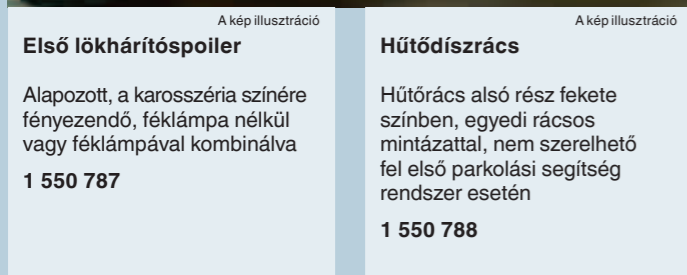 A kép illusztráció
Első lökhárítóspoiler
Alapozott, a karosszéria színére
fényezendő, féklámpa nélkül
vagy féklámpával kombinálva
1 550 787
A kép illusztráció
Hűtődíszrács
Hűtőrács alsó rész fekete
színben, egyedi rácsos
mintázattal, nem szerelhető
fel első parkolási segítség
rendszer esetén
1 550 788